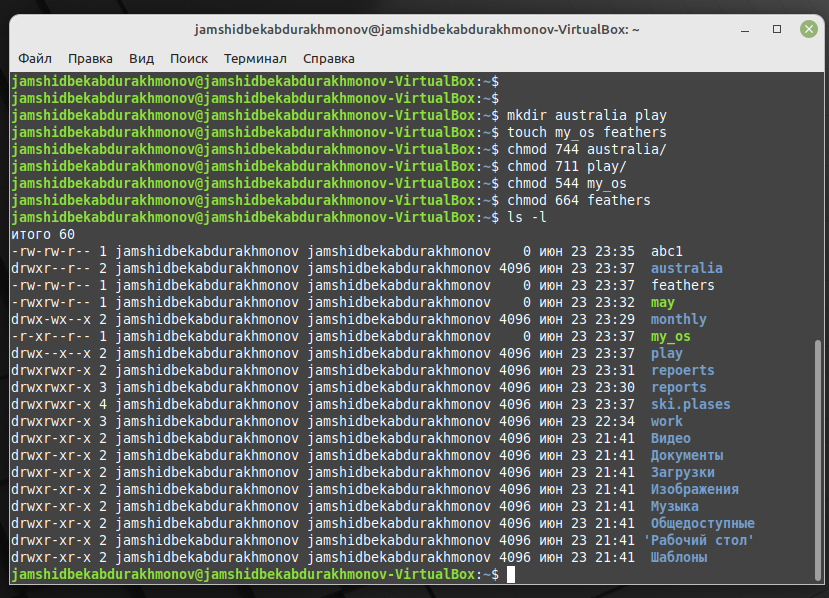 jamshidbekabdurakhmonov@jamshidbekabdurakhmonov-VirtualBox: ~
Файл Правка Вид Поиск Терминал Справка
jamshidbekabdurakhmonov@jamshidbekabdurakhmonov-VirtualBox:~$
jamshidbekabdurakhmonov@jamshidbekabdurakhmonov-VirtualBox:~$
jamshidbekabdurakhmonov@jamshidbekabdurakhmonov-VirtualBox:~$ mkdir australia play
jamshidbekabdurakhmonov@jamshidbekabdurakhmonov-VirtualBox:~$ touch my_os feathers
jamshidbekabdurakhmonov@jamshidbekabdurakhmonov-VirtualBox:~$ chmod 744 australia/
jamshidbekabdurakhmonov@jamshidbekabdurakhmonov-VirtualBox:~$ chmod 711 play/
jamshidbekabdurakhmonov@jamshidbekabdurakhmonov-VirtualBox:~$ chmod 544 my_os
jamshidbekabdurakhmonov@jamshidbekabdurakhmonov-VirtualBox:~$ chmod 664 feathers
jamshidbekabdurakhmonov@jamshidbekabdurakhmonov-VirtualBox:~$ ls -l
итого 60
-rw-rw-r-- 1 jamshidbekabdurakhmonov jamshidbekabdurakhmonov    0 июн 23 23:35  abc1
drwxr--r-- 2 jamshidbekabdurakhmonov jamshidbekabdurakhmonov 4096 июн 23 23:37  australia
-rw-rw-r-- 1 jamshidbekabdurakhmonov jamshidbekabdurakhmonov    0 июн 23 23:37  feathers
-rwxrw-r-- 1 jamshidbekabdurakhmonov jamshidbekabdurakhmonov    0 июн 23 23:32  may
drwx-wx--x 2 jamshidbekabdurakhmonov jamshidbekabdurakhmonov 4096 июн 23 23:29  monthly
-r-xr--r-- 1 jamshidbekabdurakhmonov jamshidbekabdurakhmonov    0 июн 23 23:37  my_os
drwx--x--x 2 jamshidbekabdurakhmonov jamshidbekabdurakhmonov 4096 июн 23 23:37  play
drwxrwxr-x 2 jamshidbekabdurakhmonov jamshidbekabdurakhmonov 4096 июн 23 23:31  repoerts
drwxrwxr-x 3 jamshidbekabdurakhmonov jamshidbekabdurakhmonov 4096 июн 23 23:30  reports
drwxrwxr-x 4 jamshidbekabdurakhmonov jamshidbekabdurakhmonov 4096 июн 23 23:37  ski.plases
drwxrwxr-x 3 jamshidbekabdurakhmonov jamshidbekabdurakhmonov 4096 июн 23 22:34  work
drwxr-xr-x 2 jamshidbekabdurakhmonov jamshidbekabdurakhmonov 4096 июн 23 21:41  Видео
drwxr-xr-x 2 jamshidbekabdurakhmonov jamshidbekabdurakhmonov 4096 июн 23 21:41  Документы
drwxr-xr-x 2 jamshidbekabdurakhmonov jamshidbekabdurakhmonov 4096 июн 23 21:41  Загрузки
drwxr-xr-x 2 jamshidbekabdurakhmonov jamshidbekabdurakhmonov 4096 июн 23 21:41  Изображения
drwxr-xr-x 2 jamshidbekabdurakhmonov jamshidbekabdurakhmonov 4096 июн 23 21:41  Музыка
drwxr-xr-x 2 jamshidbekabdurakhmonov jamshidbekabdurakhmonov 4096 июн 23 21:41  Общедоступные
drwxr-xr-x 2 jamshidbekabdurakhmonov jamshidbekabdurakhmonov 4096 июн 23 21:41 'Рабочий стол'
drwxr-xr-x 2 jamshidbekabdurakhmonov jamshidbekabdurakhmonov 4096 июн 23 21:41  Шаблоны
jamshidbekabdurakhmonov@jamshidbekabdurakhmonov-VirtualBox:~$